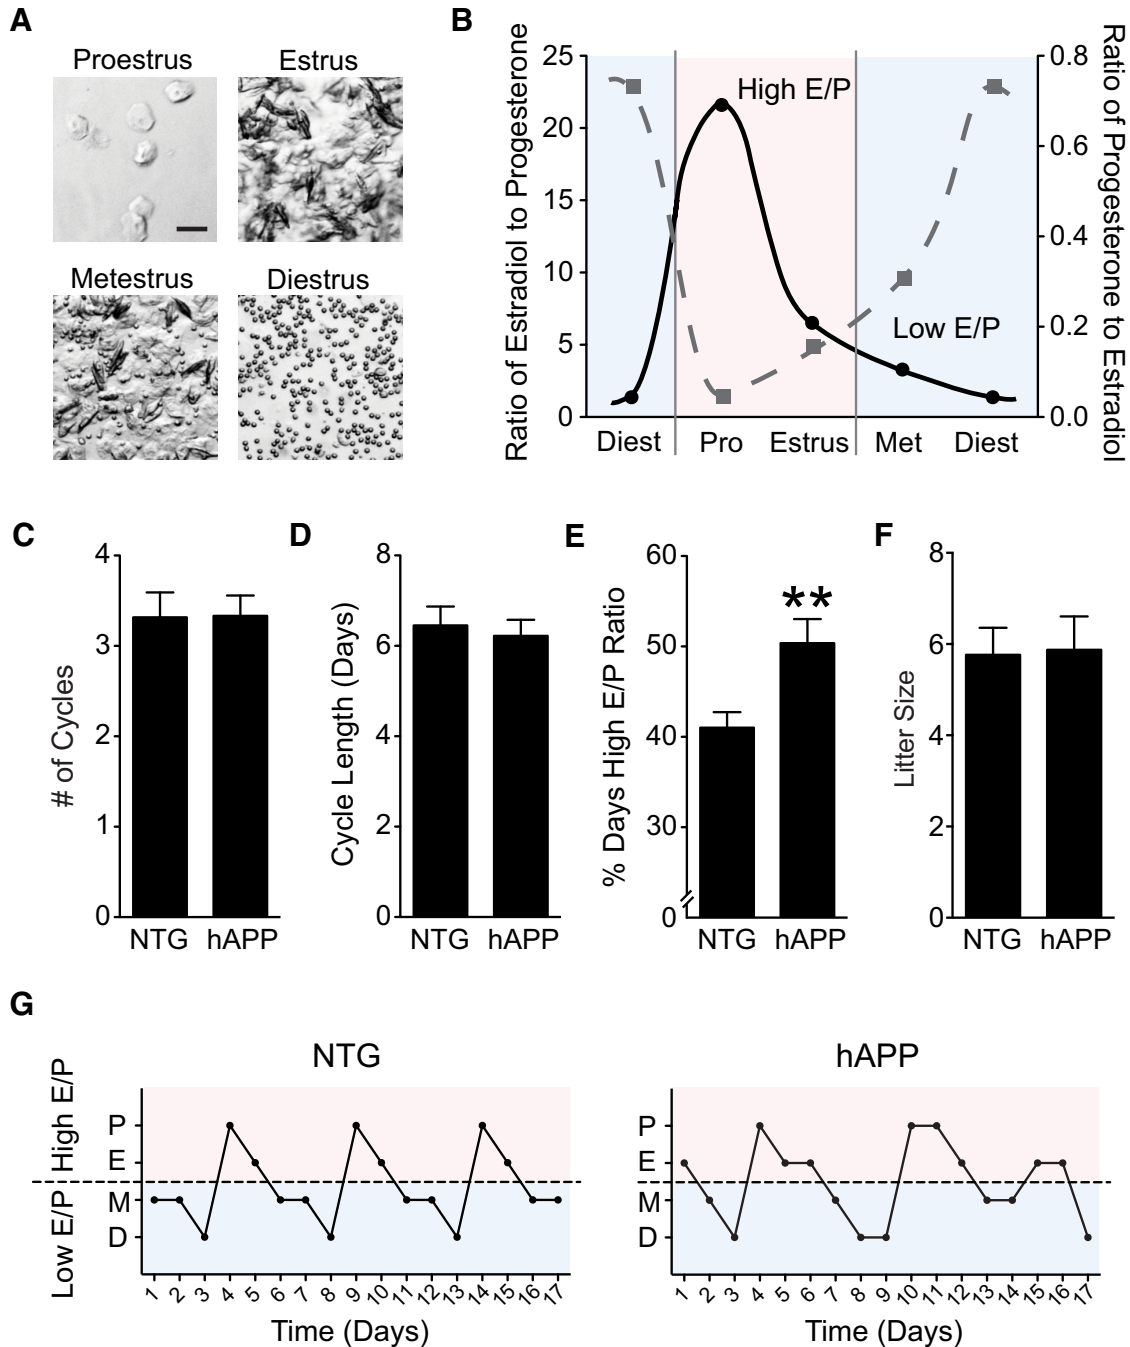 A
Proestrus
Estrus
Metestrus
Diestrus
B
Ratio of Estradiol to Progesterone
25
20
15
10
5
0
High E/P
Low E/P
0.8
0.6
0.4
0.2
0.0
Ratio of Progesterone to Estradiol
Diest Pro Estrus Met Diest
C
# of Cycles
4
3
2
1
0
NTG hAPP
D
Cycle Length (Days)
8
6
4
2
0
NTG hAPP
E
% Days High E/P Ratio
60
50
40
30
0
**
NTG hAPP
F
Litter Size
8
6
4
2
0
NTG hAPP
G
NTG
High E/P
Low E/P
P
E
M
D
1 2 3 4 5 6 7 8 9 10 11 12 13 14 15 16 17
Time (Days)
hAPP
P
E
M
D
1 2 3 4 5 6 7 8 9 10 11 12 13 14 15 16 17
Time (Days)